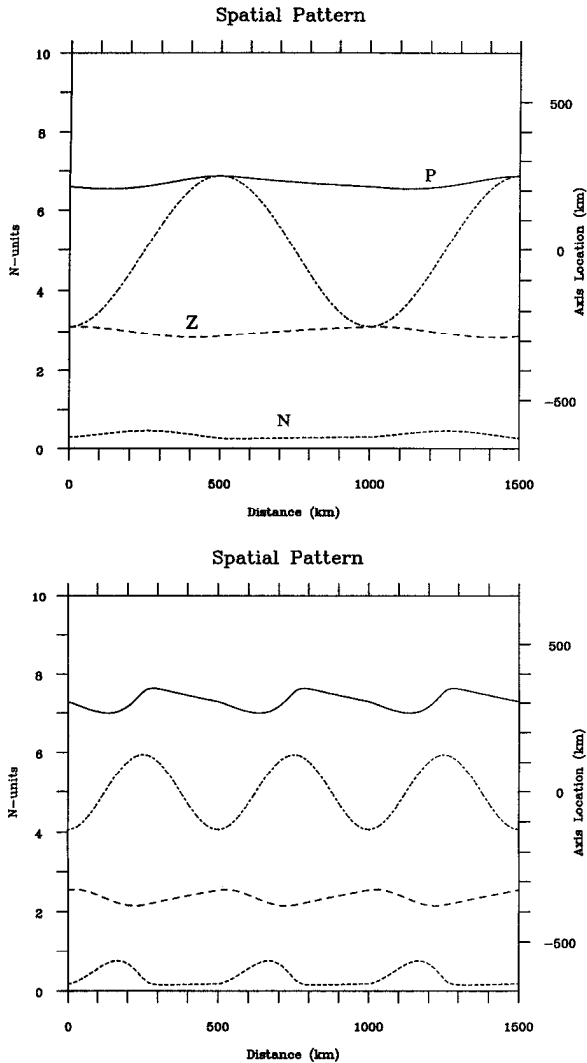 Spatial Pattern
10
8
6
4
2
0
N-units
P
Z
N
500
0
-500
Axis Location (km)
0 500 1000 1500
Distance (km)
Spatial Pattern
10
8
6
4
2
0
N-units
500
0
-500
Axis Location (km)
0 500 1000 1500
Distance (km)